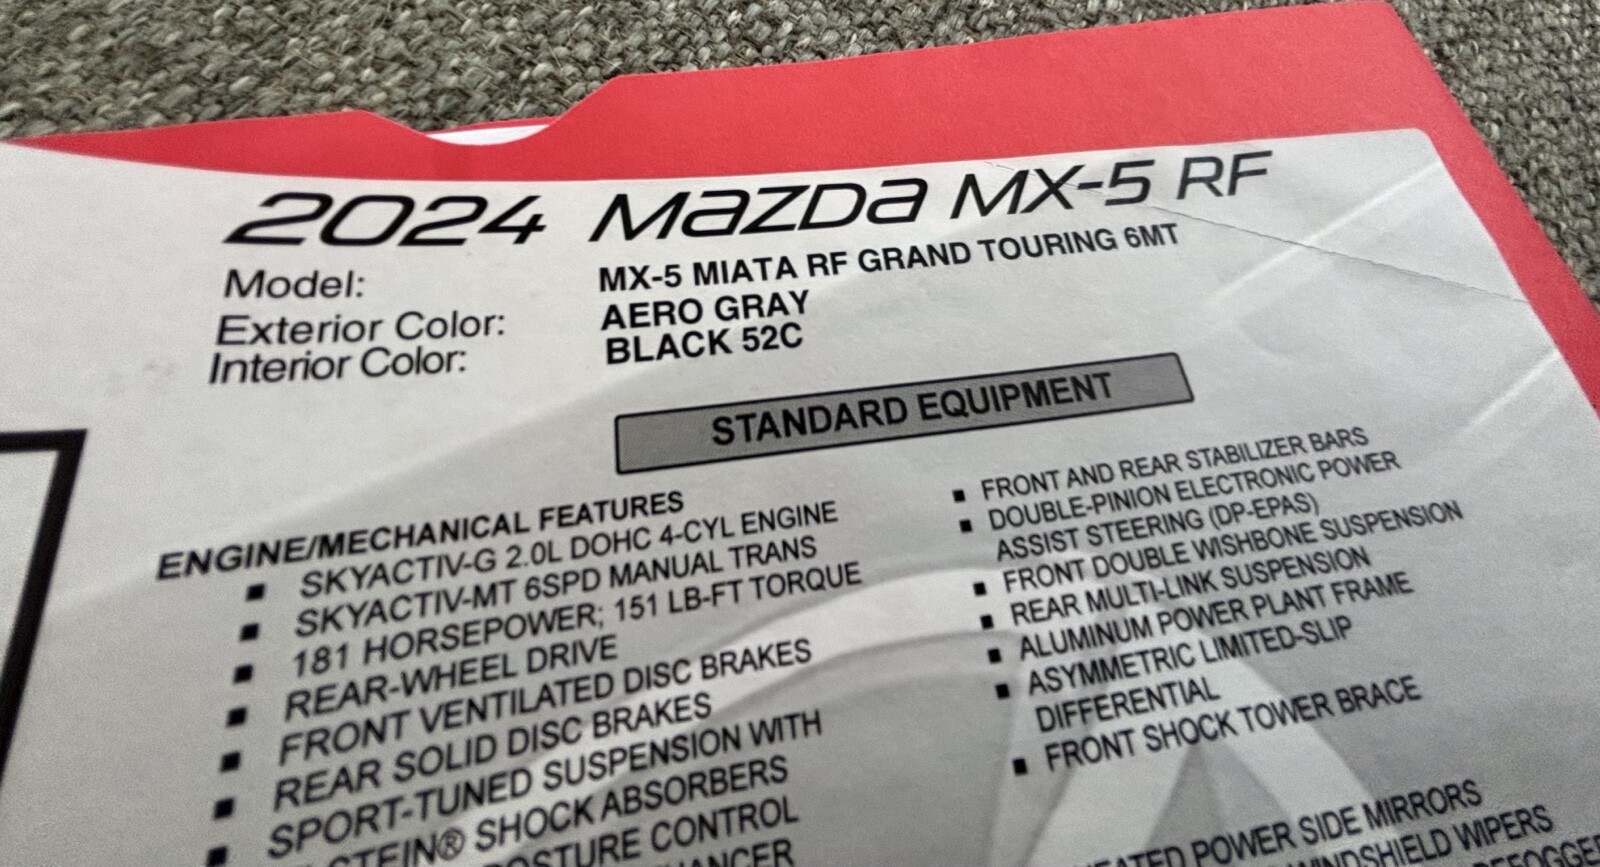 2024 Mazda MX-5 RF
Model: MX-5 MIATA RF GRAND TOURING 6MT
Exterior Color: AERO GRAY
Interior Color: BLACK 52C
STANDARD EQUIPMENT
ENGINE/MECHANICAL FEATURES
▪ SKYACTIV-G 2.0L DOHC 4-CYL ENGINE
▪ SKYACTIV-MT 6SPD MANUAL TRANS
▪ 181 HORSEPOWER; 151 LB-FT TORQUE
▪ REAR-WHEEL DRIVE
▪ FRONT VENTILATED DISC BRAKES
▪ REAR SOLID DISC BRAKES
▪ SPORT-TUNED SUSPENSION WITH
SHOCK ABSORBERS
CONTROL
▪ FRONT AND REAR STABILIZER BARS
▪ DOUBLE-PINION ELECTRONIC POWER
ASSIST STEERING (DP-EPAS)
▪ FRONT DOUBLE WISHBONE SUSPENSION
▪ REAR MULTI-LINK SUSPENSION
▪ ALUMINUM POWER PLANT FRAME
▪ ASYMMETRIC LIMITED-SLIP
DIFFERENTIAL
▪ FRONT SHOCK TOWER BRACE
POWER SIDE MIRRORS
WINDSHIELD WIPERS